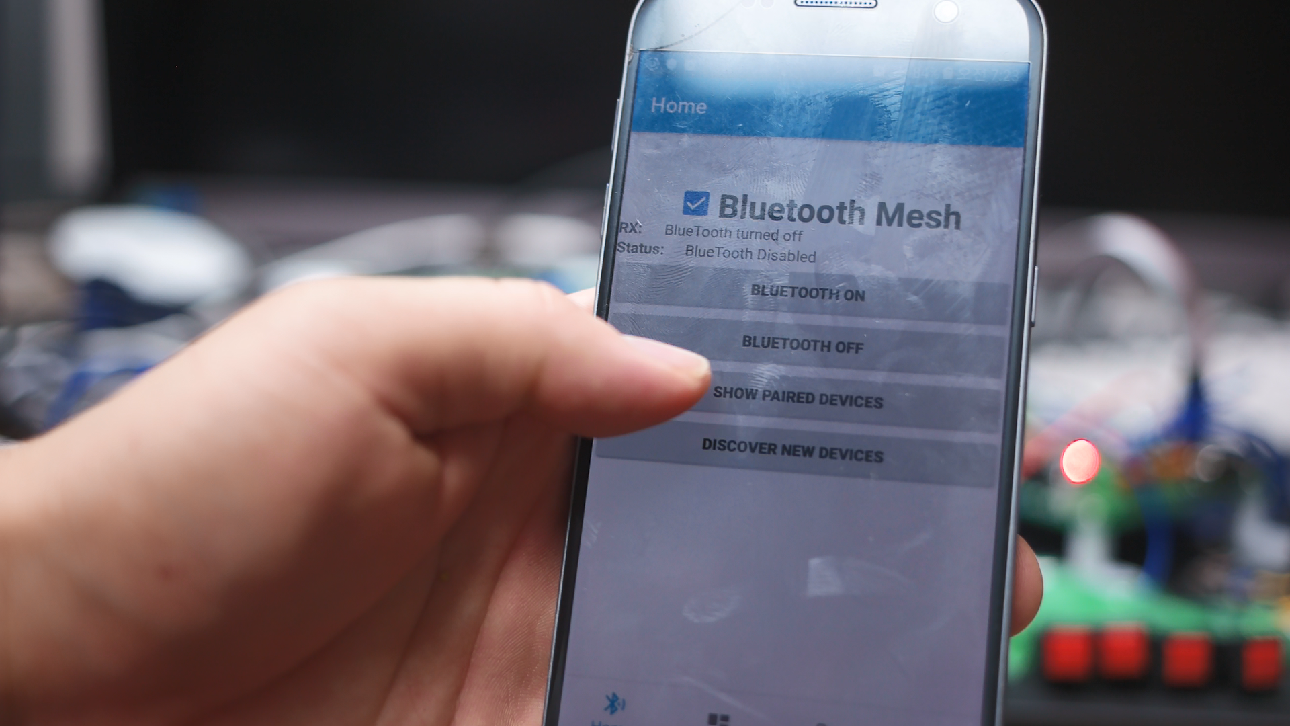 Home
Bluetooth Mesh
RX: BlueTooth turned off
Status: BlueTooth Disabled
BLUETOOTH ON
BLUETOOTH OFF
SHOW PAIRED DEVICES
DISCOVER NEW DEVICES